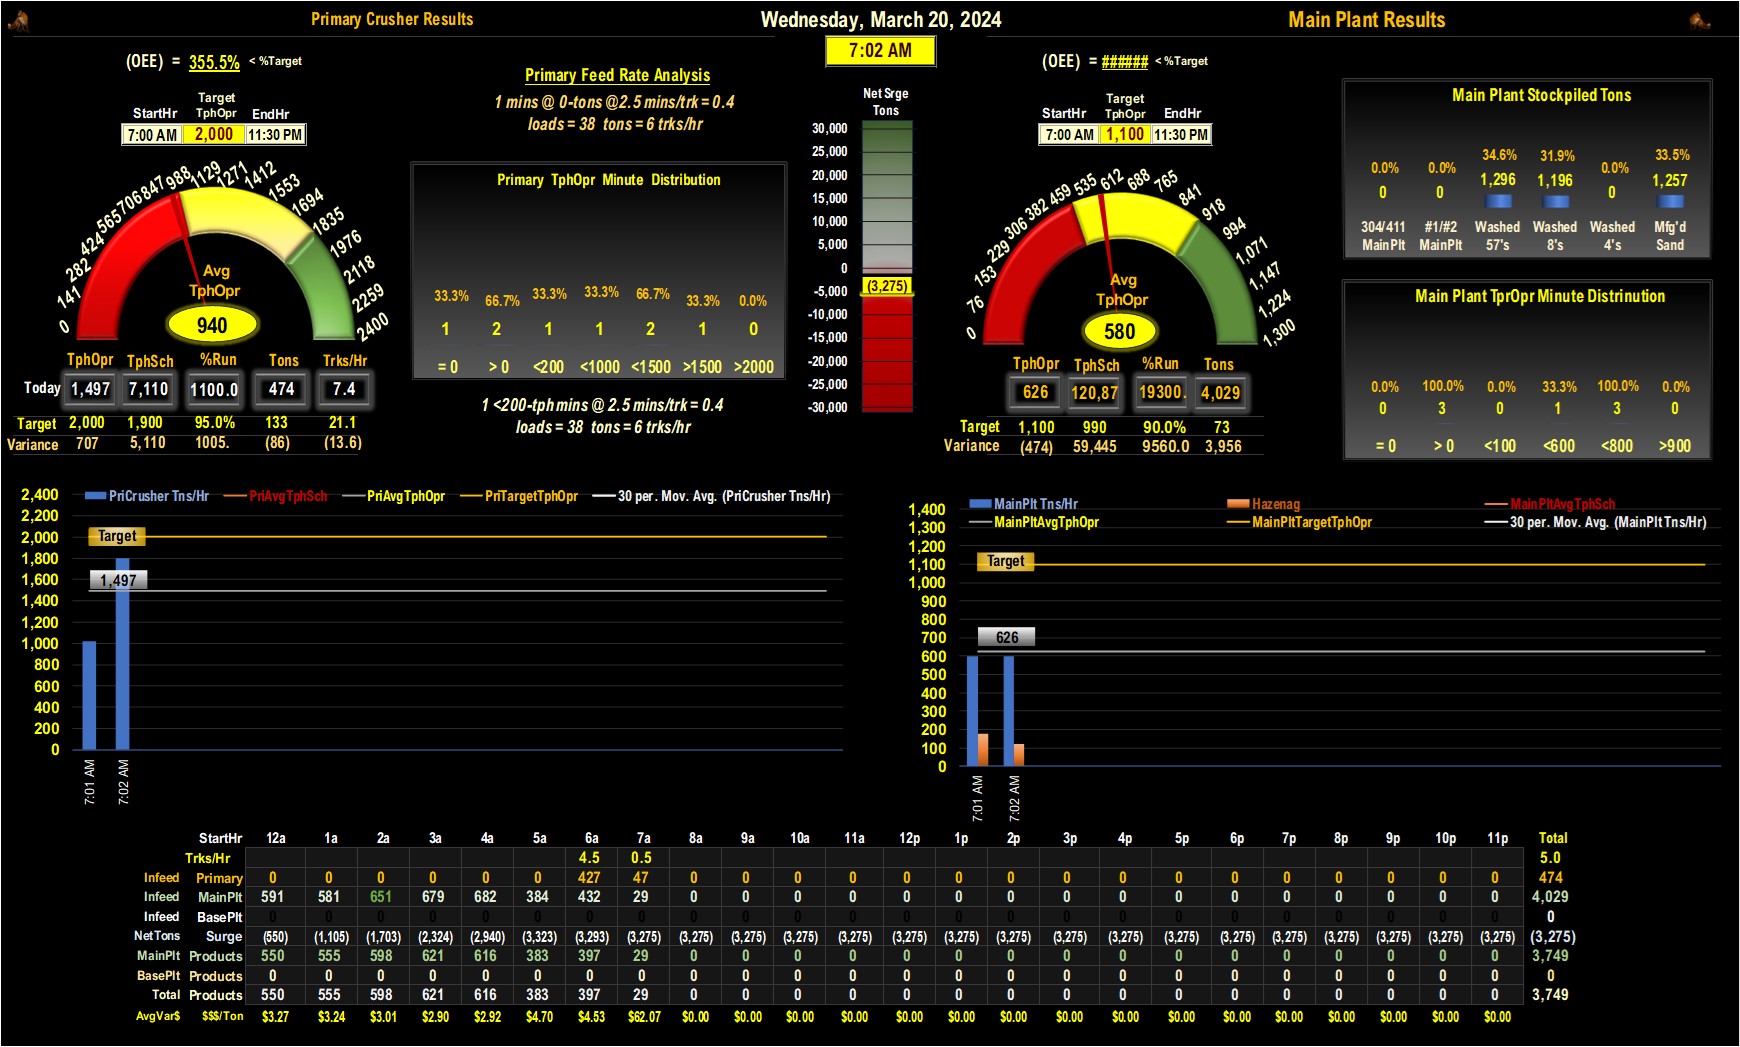 Primary Crusher Results
Wednesday, March 20, 2024
Main Plant Results
7:02 AM
(OEE) = 355.5% < %Target
StartHr Target TphOpr EndHr
7:00 AM 2,000 11:30 PM
0 141 282 424 565 706 847 988 1129 1271 1412 1553 1694 1835 1976 2118 2259 2400
Avg
TphOpr
940
TphOpr TphSch %Run Tons Trks/Hr
Today 1,497 7,110 1100.0 474 7.4
Target 2,000 1,900 95.0% 133 21.1
Variance 707 5,110 1005. (86) (13.6)
Primary Feed Rate Analysis
1 mins @ 0-tons @2.5 mins/trk = 0.4
loads = 38 tons = 6 trks/hr
Primary TphOpr Minute Distribution
33.3% 66.7% 33.3% 33.3% 66.7% 33.3% 0.0%
1 2 1 1 2 1 0
= 0 > 0 <200 <1000 <1500 >1500 >2000
1 <200-tph mins @ 2.5 mins/trk = 0.4
loads = 38 tons = 6 trks/hr
Net Srge
Tons
30,000
25,000
20,000
15,000
10,000
5,000
0
(3,275)
-5,000
-10,000
-15,000
-20,000
-25,000
-30,000
(OEE) = ###### < %Target
StartHr Target TphOpr EndHr
7:00 AM 1,100 11:30 PM
0 76 153 229 306 382 459 535 612 688 765 841 918 994 1,071 1,147 1,224 1,300
Avg
TphOpr
580
TphOpr TphSch %Run Tons
626 120,87 19300. 4,029
Target 1,100 990 90.0% 73
Variance (474) 59,445 9560.0 3,956
Main Plant Stockpiled Tons
0.0% 0.0% 34.6% 31.9% 0.0% 33.5%
0 0 1,296 1,196 0 1,257
304/411 #1/#2 Washed Washed Washed Mfg'd
MainPlt MainPlt 57's 8's 4's Sand
Main Plant TprOpr Minute Distrinution
0.0% 100.0% 0.0% 33.3% 100.0% 0.0%
0 3 0 1 3 0
= 0 > 0 <100 <600 <800 >900
PriCrusher Tns/Hr PriAvgTphSch PriAvgTphOpr PriTargetTphOpr 30 per. Mov. Avg. (PriCrusher Tns/Hr)
2,400
2,200
2,000
1,800
1,600
1,400
1,200
1,000
800
600
400
200
0
Target
1,497
7:01 AM
7:02 AM
MainPlt Tns/Hr Hazenag MainPltAvgTphSch
MainPltAvgTphOpr MainPltTargetTphOpr 30 per. Mov. Avg. (MainPlt Tns/Hr)
1,400
1,300
1,200
1,100
1,000
900
800
700
600
500
400
300
200
100
0
Target
626
7:01 AM
7:02 AM
StartHr 12a 1a 2a 3a 4a 5a 6a 7a 8a 9a 10a 11a 12p 1p 2p 3p 4p 5p 6p 7p 8p 9p 10p 11p Total
Trks/Hr 4.5 0.5 5.0
Infeed Primary 0 0 0 0 0 0 427 47 0 0 0 0 0 0 0 0 0 0 0 0 0 0 0 0 474
Infeed MainPlt 591 581 651 679 682 384 432 29 0 0 0 0 0 0 0 0 0 0 0 0 0 0 0 0 4,029
Infeed BasePlt 0 0 0 0 0 0 0 0 0 0 0 0 0 0 0 0 0 0 0 0 0 0 0 0 0
NetTons Surge (550) (1,105) (1,703) (2,324) (2,940) (3,323) (3,293) (3,275) (3,275) (3,275) (3,275) (3,275) (3,275) (3,275) (3,275) (3,275) (3,275) (3,275) (3,275) (3,275) (3,275) (3,275) (3,275) (3,275) (3,275)
MainPlt Products 550 555 598 621 616 383 397 29 0 0 0 0 0 0 0 0 0 0 0 0 0 0 0 0 3,749
BasePlt Products 0 0 0 0 0 0 0 0 0 0 0 0 0 0 0 0 0 0 0 0 0 0 0 0 0
Total Products 550 555 598 621 616 383 397 29 0 0 0 0 0 0 0 0 0 0 0 0 0 0 0 0 3,749
AvgVar$ $$$/Ton $3.27 $3.24 $3.01 $2.90 $2.92 $4.70 $4.53 $62.07 $0.00 $0.00 $0.00 $0.00 $0.00 $0.00 $0.00 $0.00 $0.00 $0.00 $0.00 $0.00 $0.00 $0.00 $0.00 $0.00